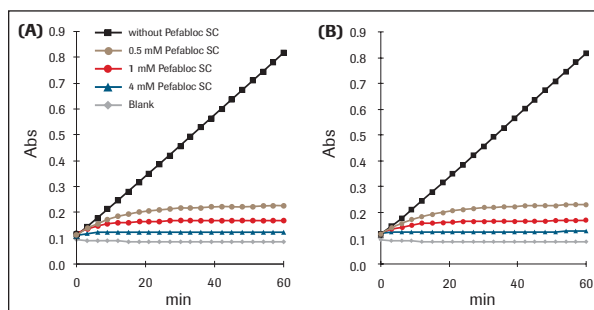 (A)
0.9
0.8
0.7
0.6
0.5
0.4
0.3
0.2
0.1
0.0
Abs
without Pefabloc SC
0.5 mM Pefabloc SC
1 mM Pefabloc SC
4 mM Pefabloc SC
Blank
0 20 40 60
min
(B)
0.9
0.8
0.7
0.6
0.5
0.4
0.3
0.2
0.1
0.0
Abs
0 20 40 60
min